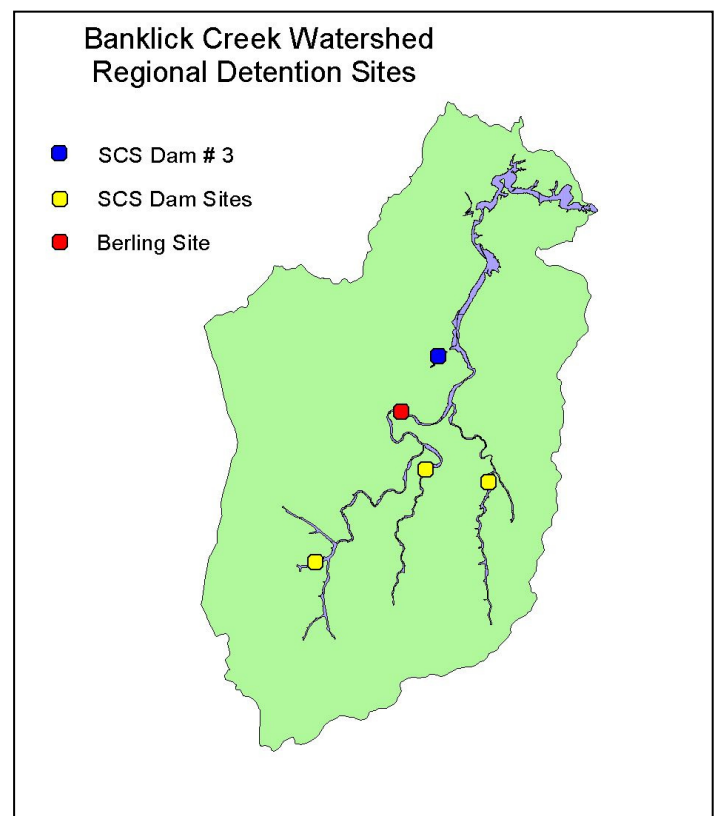 Banklick Creek Watershed
Regional Detention Sites
SCS Dam # 3
SCS Dam Sites
Berling Site